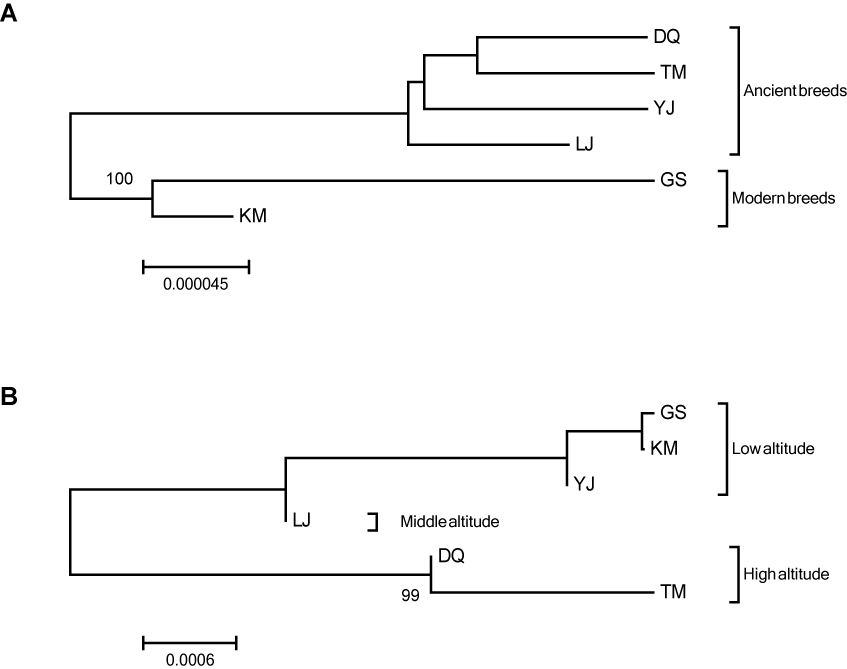 A
DQ
TM
Ancient breeds
YJ
LJ
100
GS
Modern breeds
KM
0.000045
B
GS
Low altitude
KM
YJ
LJ
Middle altitude
DQ
High altitude
99
TM
0.0006